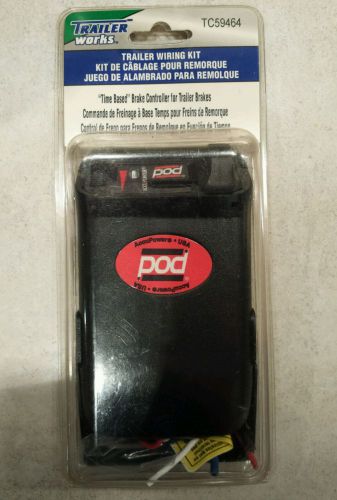 TRAILER
works
TC59464
TRAILER WIRING KIT
KIT DE CÂBLAGE POUR REMORQUE
JUEGO DE ALAMBRADO PARA REMOLQUE
"Time Based" Brake Controller for Trailer Brakes
Commande de Freinage à Base Temps pour Freins de Remorque
Control de Freno para Frenos de Remolque en Función de Tiempo
pod
AccuPower • USA
pod
AccuPower • USA